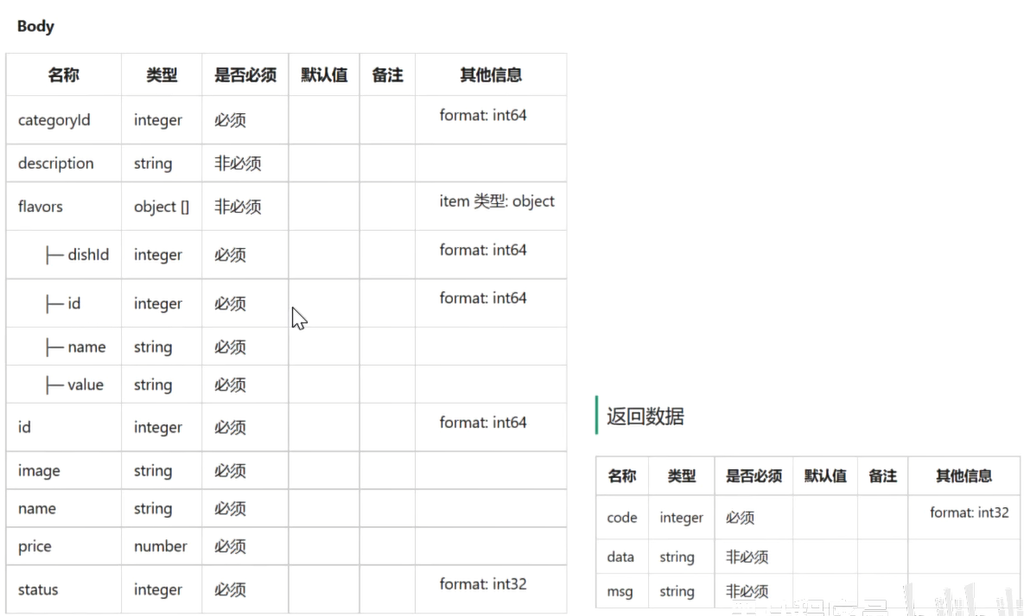 Body
名称 类型 是否必须 默认值 备注 其他信息
categoryId integer 必须 format: int64
description string 非必须
flavors object [] 非必须 item 类型: object
├─ dishId integer 必须 format: int64
├─ id integer 必须 format: int64
├─ name string 必须
├─ value string 必须
id integer 必须 format: int64
image string 必须
name string 必须
price number 必须
status integer 必须 format: int32
返回数据
名称 类型 是否必须 默认值 备注 其他信息
code integer 必须 format: int32
data string 非必须
msg string 非必须